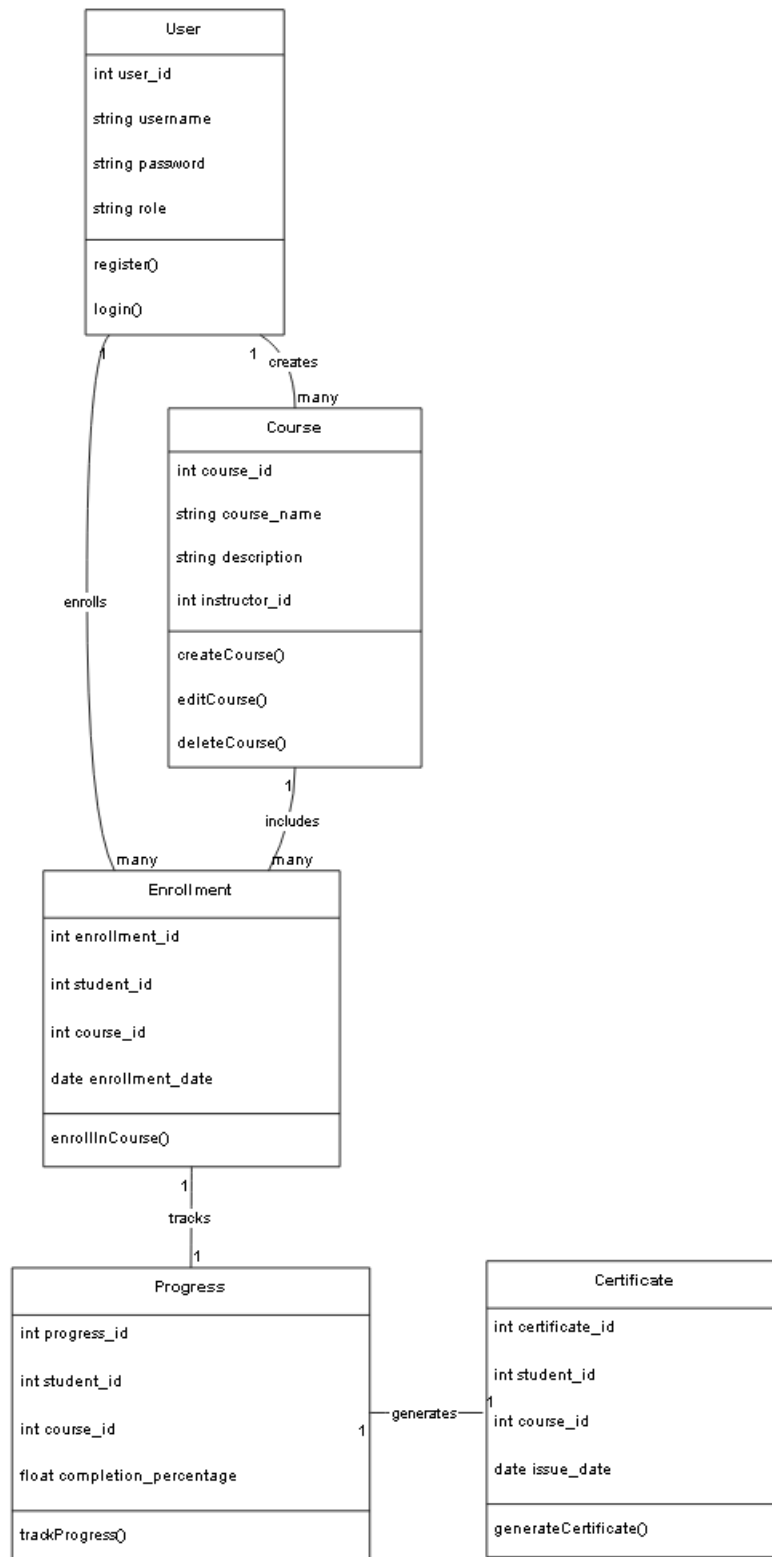 User
int user_id
string username
string password
string role
register()
login()
1
1
creates
many
Course
int course_id
string course_name
string description
int instructor_id
createCourse()
editCourse()
deleteCourse()
enrolls
1
includes
many
many
Enrollment
int enrollment_id
int student_id
int course_id
date enrollment_date
enrollInCourse()
1
tracks
1
Progress
int progress_id
int student_id
int course_id
float completion_percentage
trackProgress()
1
generates
1
Certificate
int certificate_id
int student_id
int course_id
date issue_date
generateCertificate()